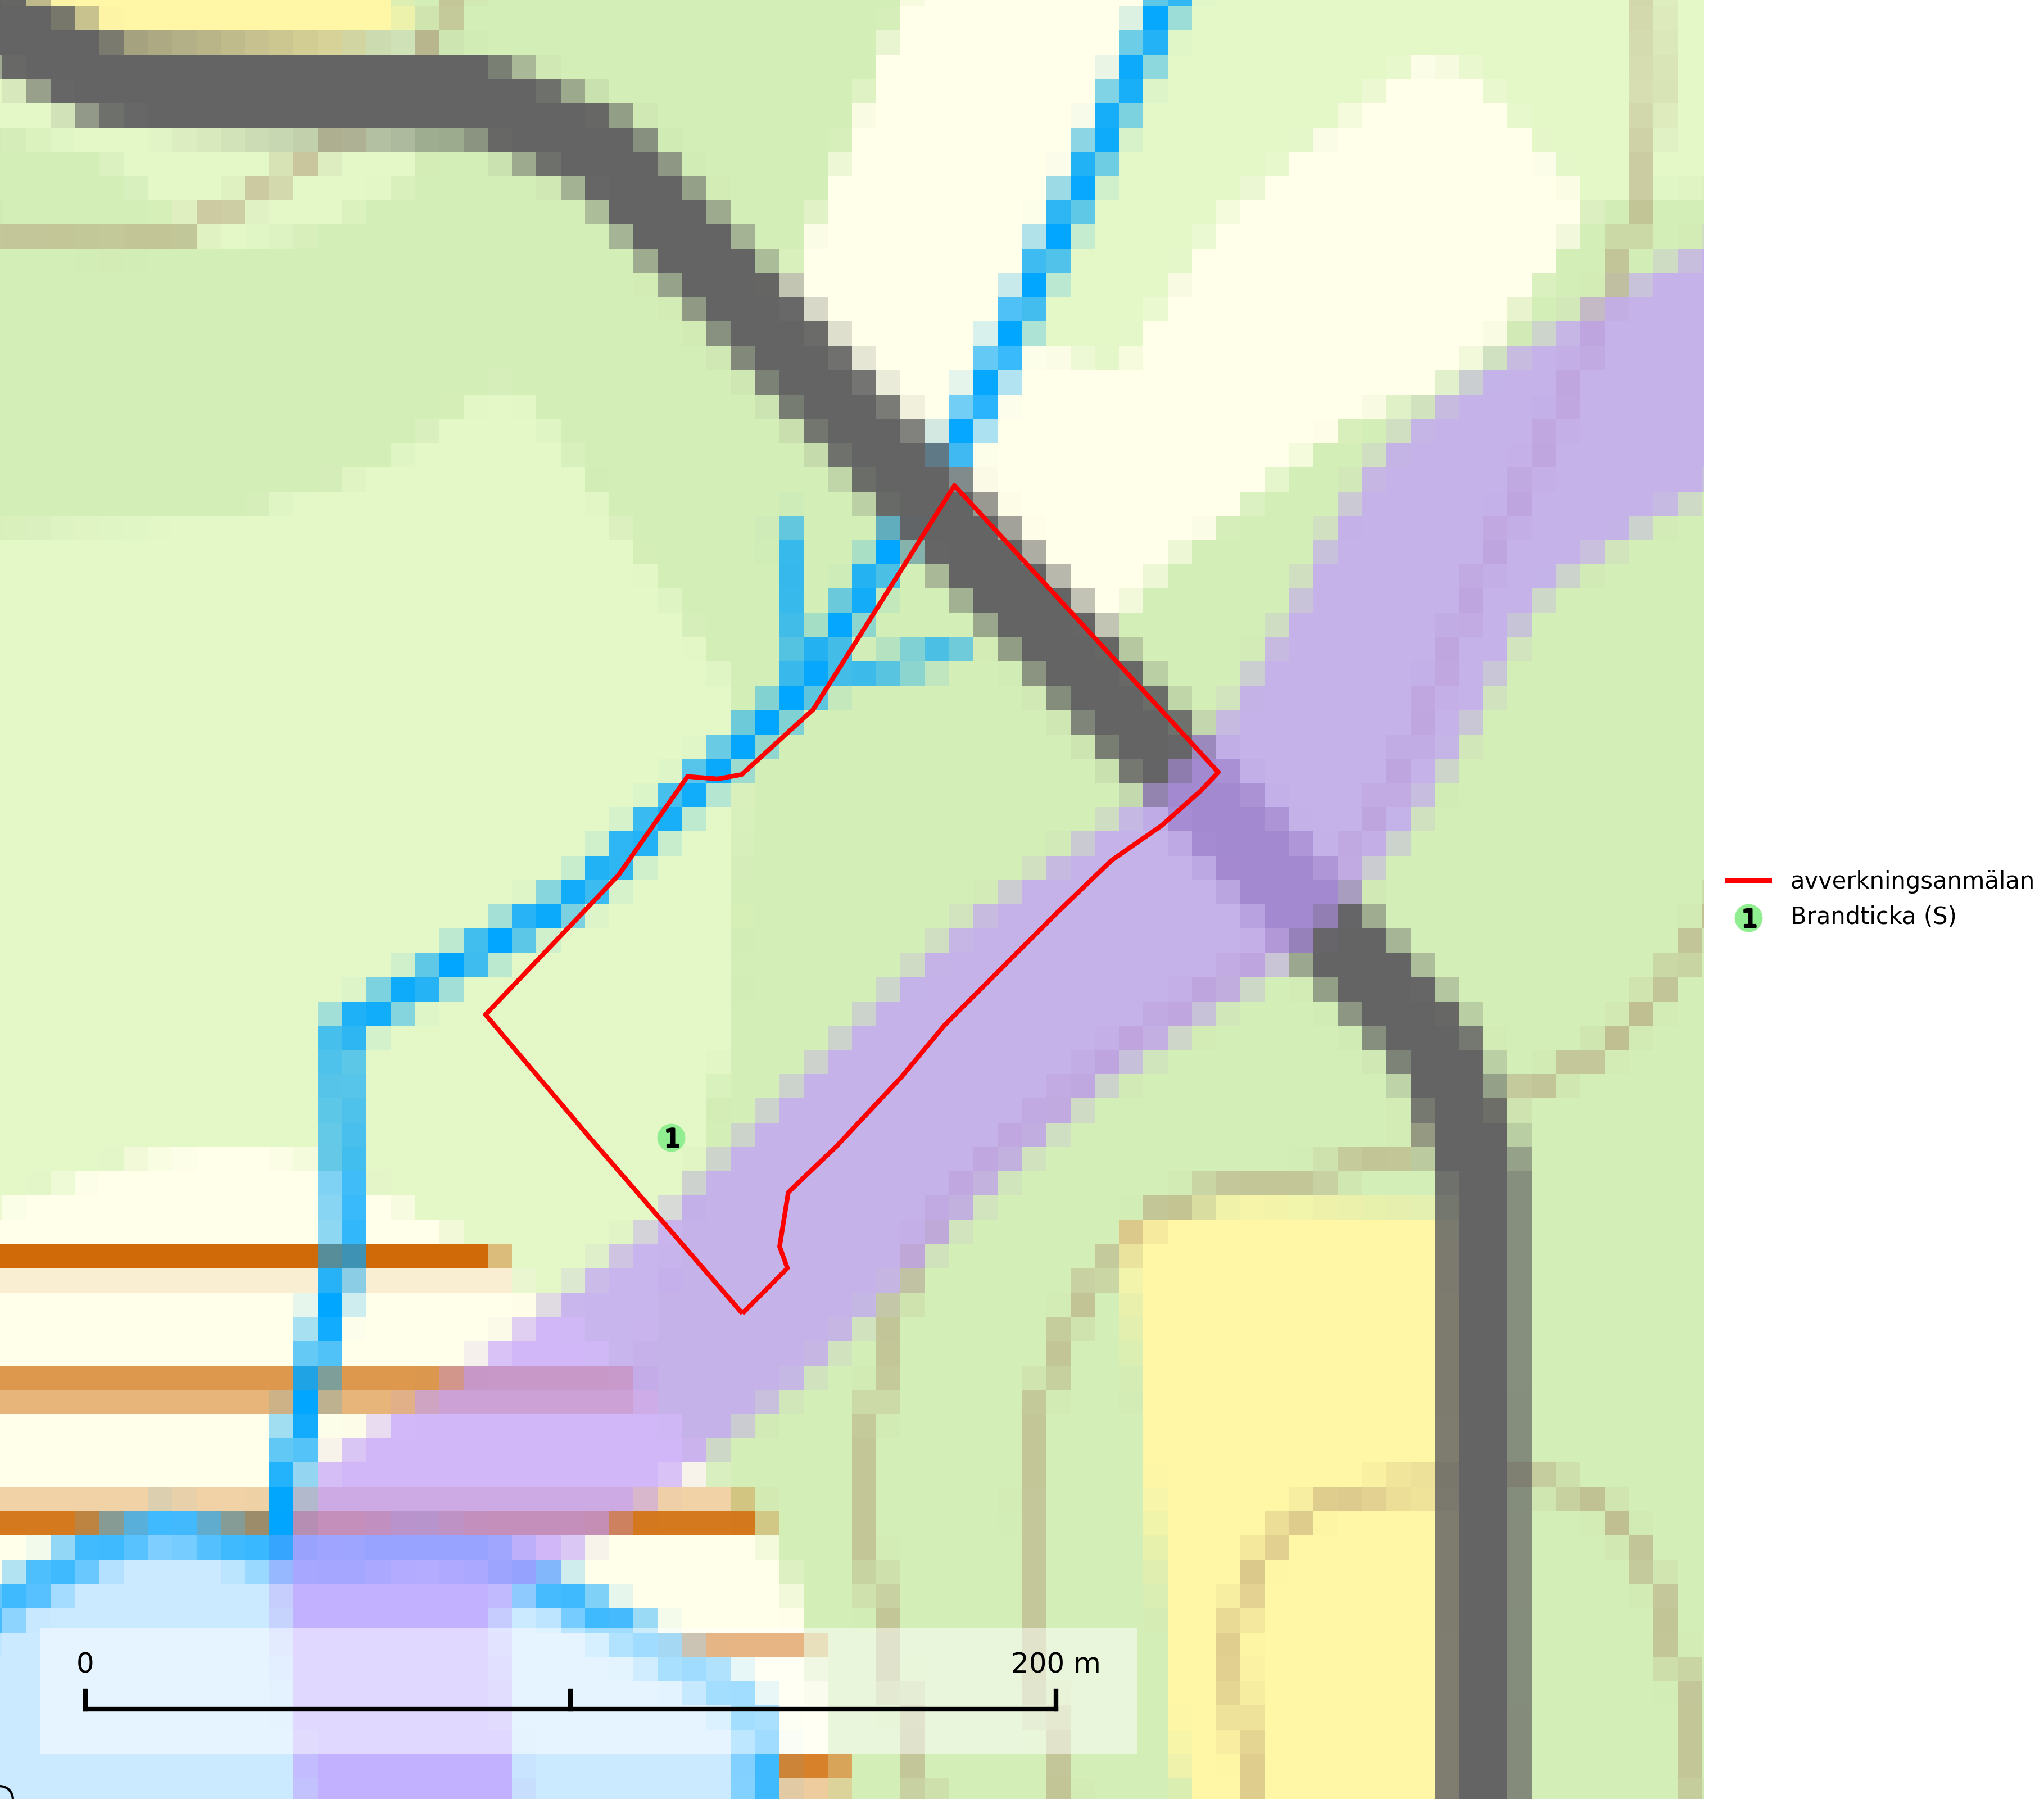 avverkningsanmälan
1 Brandticka (S)
1
0 200 m